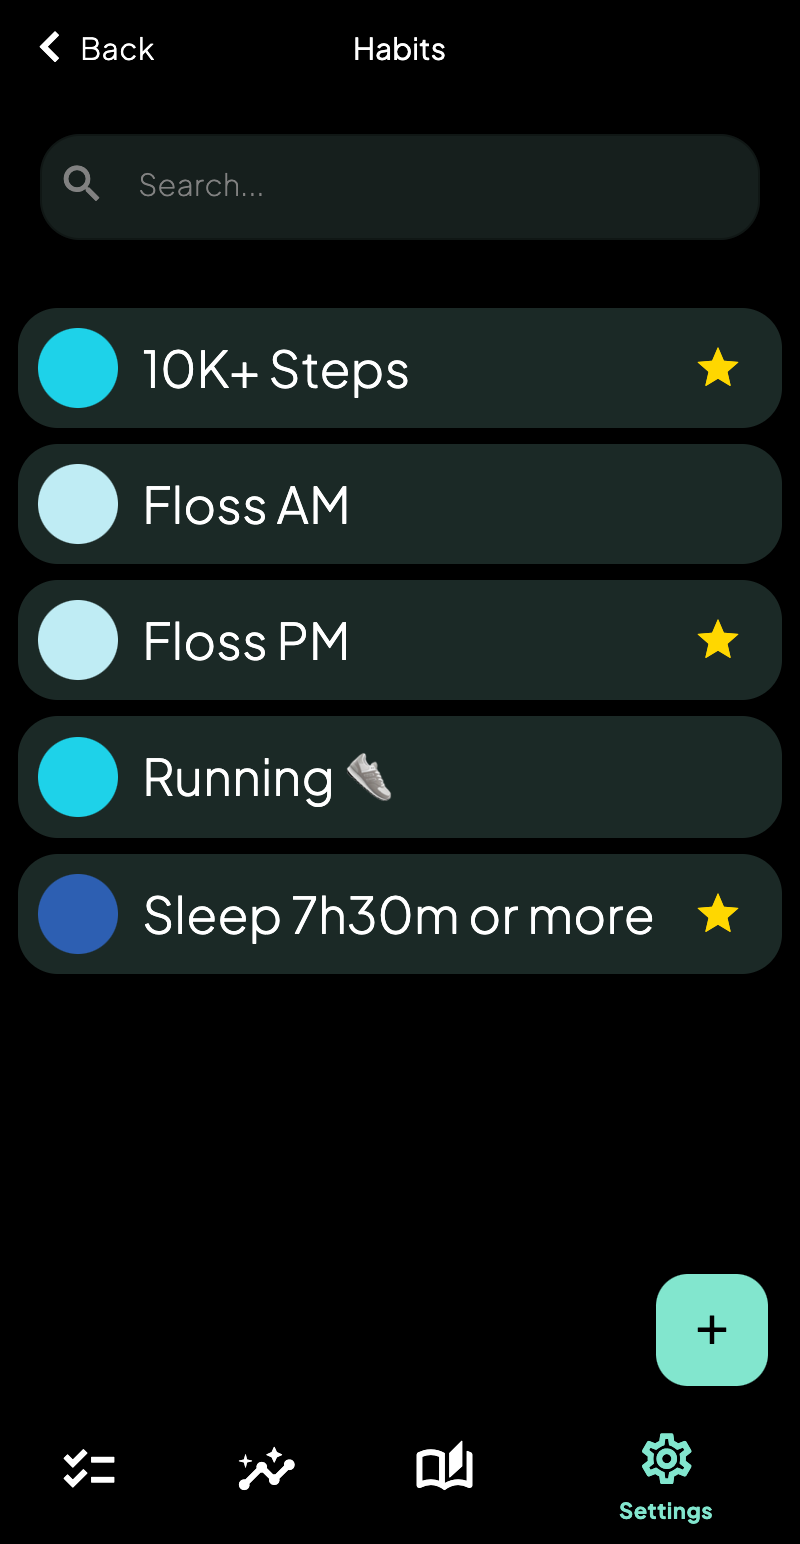 Back
Habits
Search...
10K+ Steps
Floss AM
Floss PM
Running 👟
Sleep 7h30m or more
+
Settings